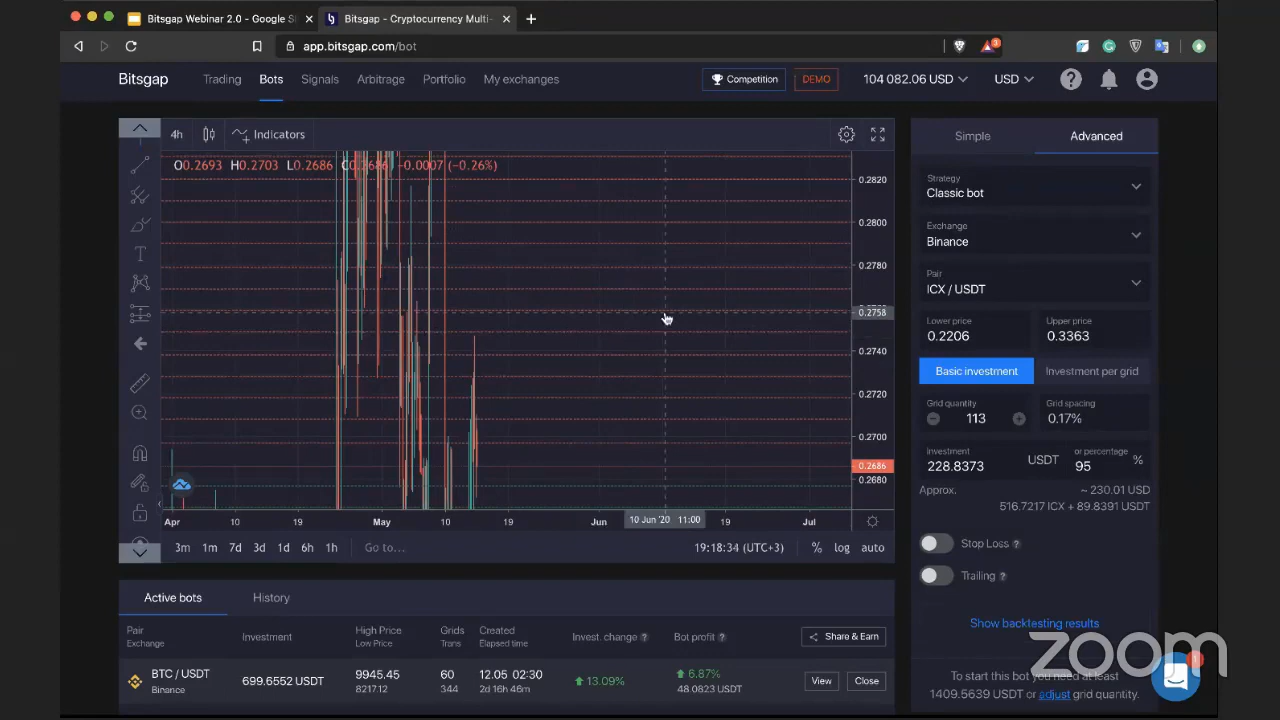 Bitsgap Webinar 2.0 - Google S
Bitsgap - Cryptocurrency Multi-
app.bitsgap.com/bot
Bitsgap
Trading
Bots
Signals
Arbitrage
Portfolio
My exchanges
Competition
DEMO
104 082.06 USD
USD
4h
Indicators
O0.2693 H0.2703 L0.2686 C0.2686 -0.0007 (-0.26%)
0.2820
0.2800
0.2780
0.2758
0.2740
0.2720
0.2700
0.2686
0.2680
Apr 10 19 May 10 19 Jun 10 Jun '20 11:00 19 Jul
3m 1m 7d 3d 1d 6h 1h Go to...
19:18:34 (UTC+3) % log auto
Simple
Advanced
Strategy
Classic bot
Exchange
Binance
Pair
ICX / USDT
Lower price
0.2206
Upper price
0.3363
Basic investment
Investment per grid
Grid quantity
113
Grid spacing
0.17%
Investment
228.8373 USDT
or percentage
95 %
Approx. ~ 230.01 USD
516.7217 ICX + 89.8391 USDT
Stop Loss ?
Trailing ?
Show backtesting results
To start this bot you need at least
1409.5639 USDT or adjust grid quantity.
zoom
1
Active bots
History
Pair
Exchange
Investment
High Price
Low Price
Grids
Trans
Created
Elapsed time
Invest. change ?
Bot profit ?
Share & Earn
BTC / USDT
Binance
699.6552 USDT
9945.45
8217.12
60
344
12.05 02:30
2d 16h 46m
13.09%
6.87%
48.0823 USDT
View
Close